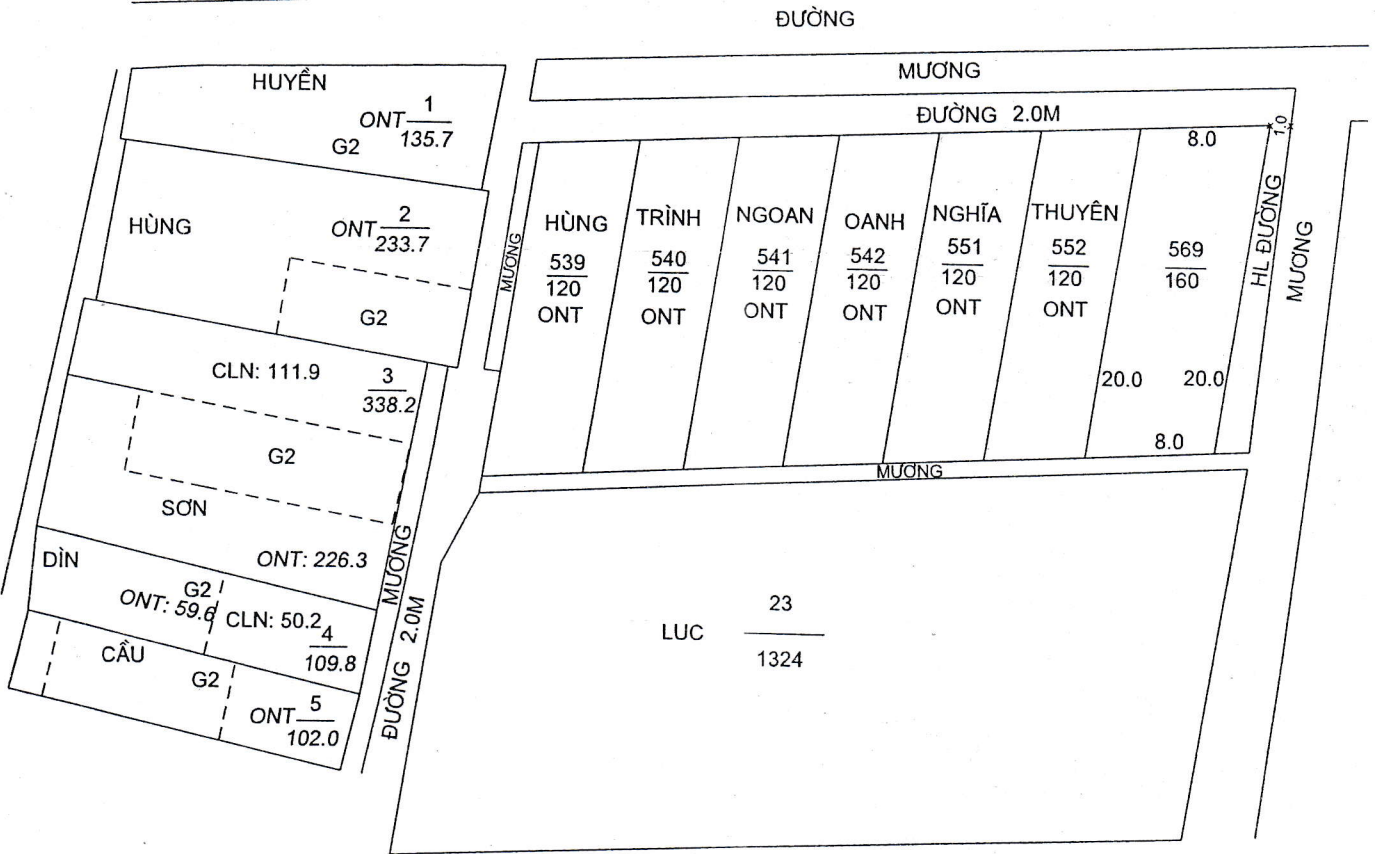 ĐƯỜNG
MƯƠNG
ĐƯỜNG 2.0M
HUYỀN
ONT 1
135.7
G2
HÙNG
ONT 2
233.7
G2
CLN: 111.9
3
338.2
G2
SƠN
ONT: 226.3
DÌN
G2
ONT: 59.6
CLN: 50.2
4
109.8
CẦU
G2
ONT 5
102.0
MƯƠNG
ĐƯỜNG 2.0M
MƯƠNG
HÙNG
539
120
ONT
TRÌNH
540
120
ONT
NGOAN
541
120
ONT
OANH
542
120
ONT
NGHĨA
551
120
ONT
THUYÊN
552
120
ONT
8.0
1.0
569
160
20.0
20.0
8.0
HL ĐƯỜNG
MƯƠNG
MƯƠNG
LUC
23
1324